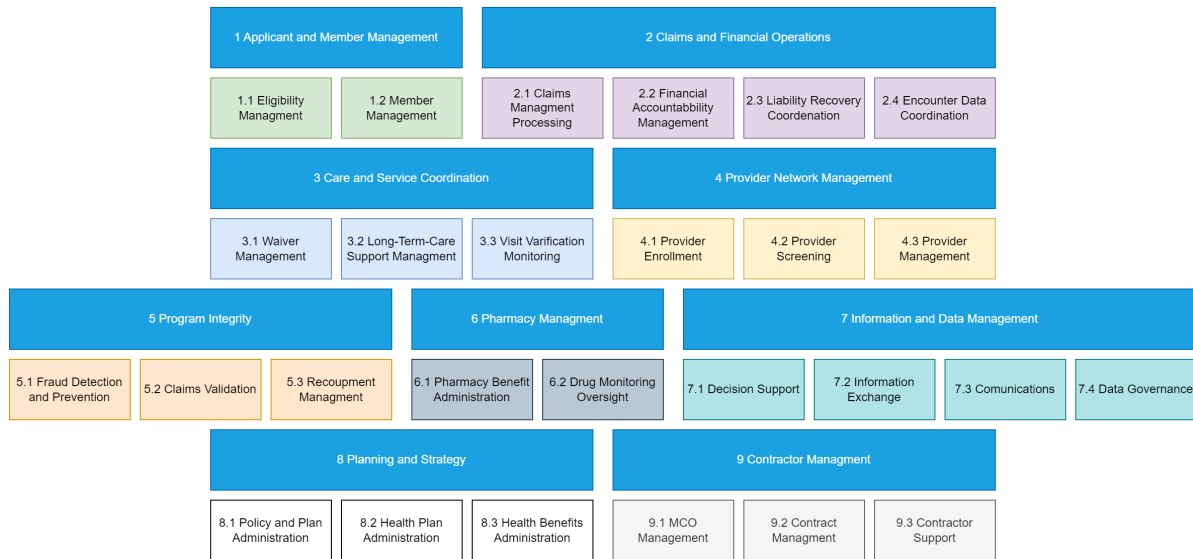 1 Applicant and Member Management
2 Claims and Financial Operations
1.1 Eligibility
Managment
1.2 Member
Management
2.1 Claims
Managment
Processing
2.2 Financial
Accountabbility
Management
2.3 Liability Recovery
Coordenation
2.4 Encounter Data
Coordination
3 Care and Service Coordination
4 Provider Network Management
3.1 Waiver
Management
3.2 Long-Term-Care
Support Managment
3.3 Visit Varification
Monitoring
4.1 Provider
Enrollment
4.2 Provider
Screening
4.3 Provider
Management
5 Program Integrity
6 Pharmacy Managment
7 Information and Data Management
5.1 Fraud Detection
and Prevention
5.2 Claims Validation
5.3 Recoupment
Managment
6.1 Pharmacy Benefit
Administration
6.2 Drug Monitoring
Oversight
7.1 Decision Support
7.2 Information
Exchange
7.3 Comunications
7.4 Data Governance
8 Planning and Strategy
9 Contractor Managment
8.1 Policy and Plan
Administration
8.2 Health Plan
Administration
8.3 Health Benefits
Administration
9.1 MCO
Management
9.2 Contract
Managment
9.3 Contractor
Support